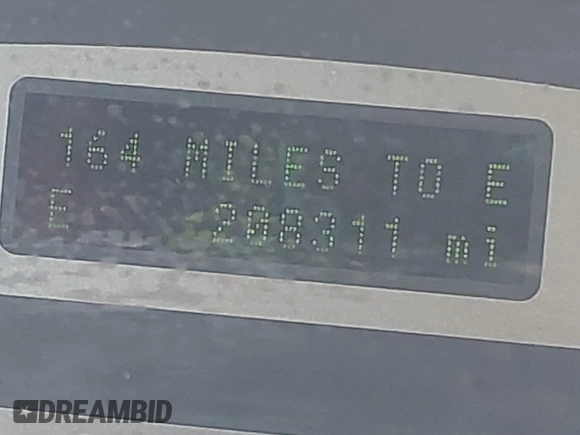 164 MILES TO E
E 208311 mi
DREAMBID